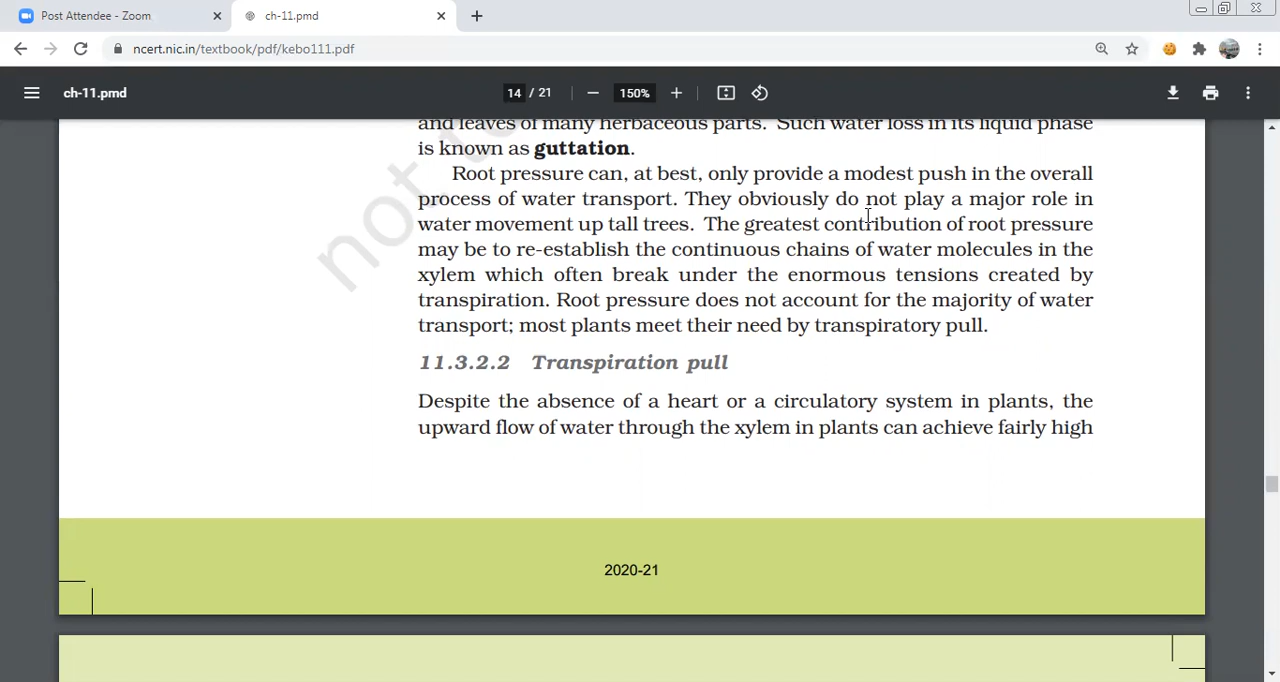 Post Attendee - Zoom
ch-11.pmd
ncert.nic.in/textbook/pdf/kebo111.pdf
ch-11.pmd
14 / 21
150%
and leaves of many herbaceous parts. Such water loss in its liquid phase
is known as guttation.
Root pressure can, at best, only provide a modest push in the overall
process of water transport. They obviously do not play a major role in
water movement up tall trees. The greatest contribution of root pressure
may be to re-establish the continuous chains of water molecules in the
xylem which often break under the enormous tensions created by
transpiration. Root pressure does not account for the majority of water
transport; most plants meet their need by transpiratory pull.
11.3.2.2 Transpiration pull
Despite the absence of a heart or a circulatory system in plants, the
upward flow of water through the xylem in plants can achieve fairly high
not
2020-21